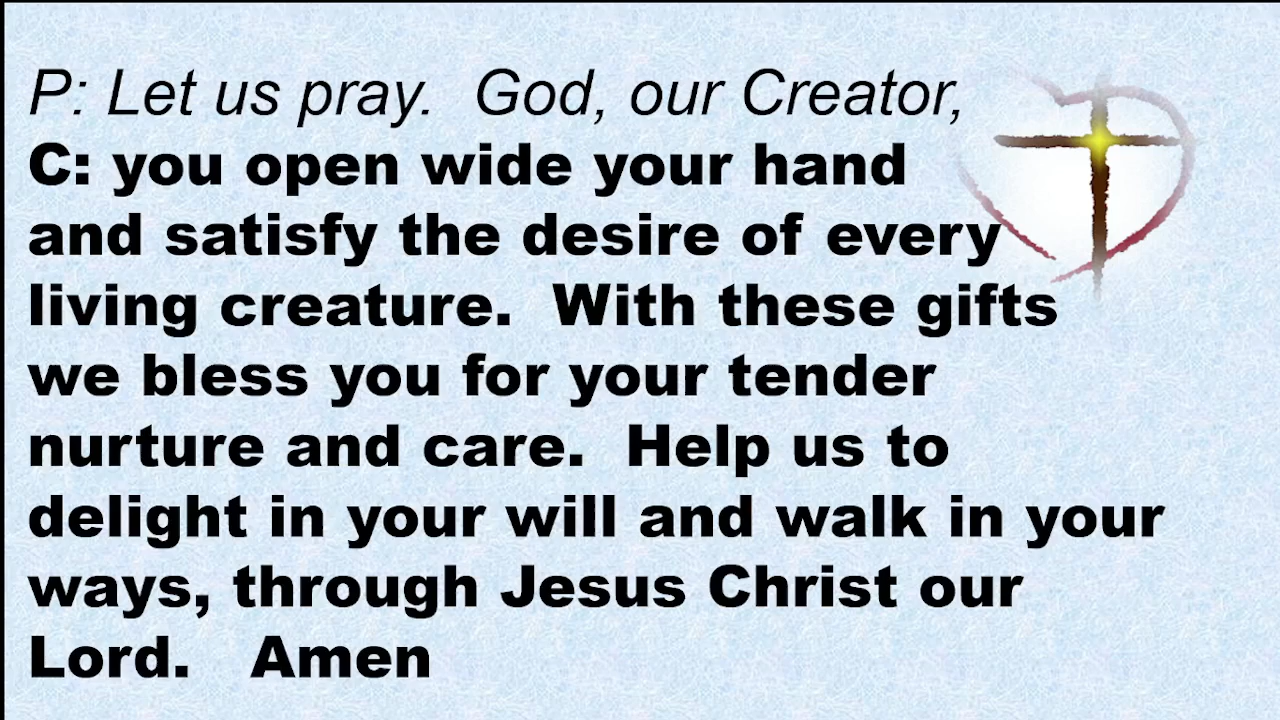 P: Let us pray.  God, our Creator,
C: you open wide your hand
and satisfy the desire of every
living creature.  With these gifts
we bless you for your tender
nurture and care.  Help us to
delight in your will and walk in your
ways, through Jesus Christ our
Lord.   Amen